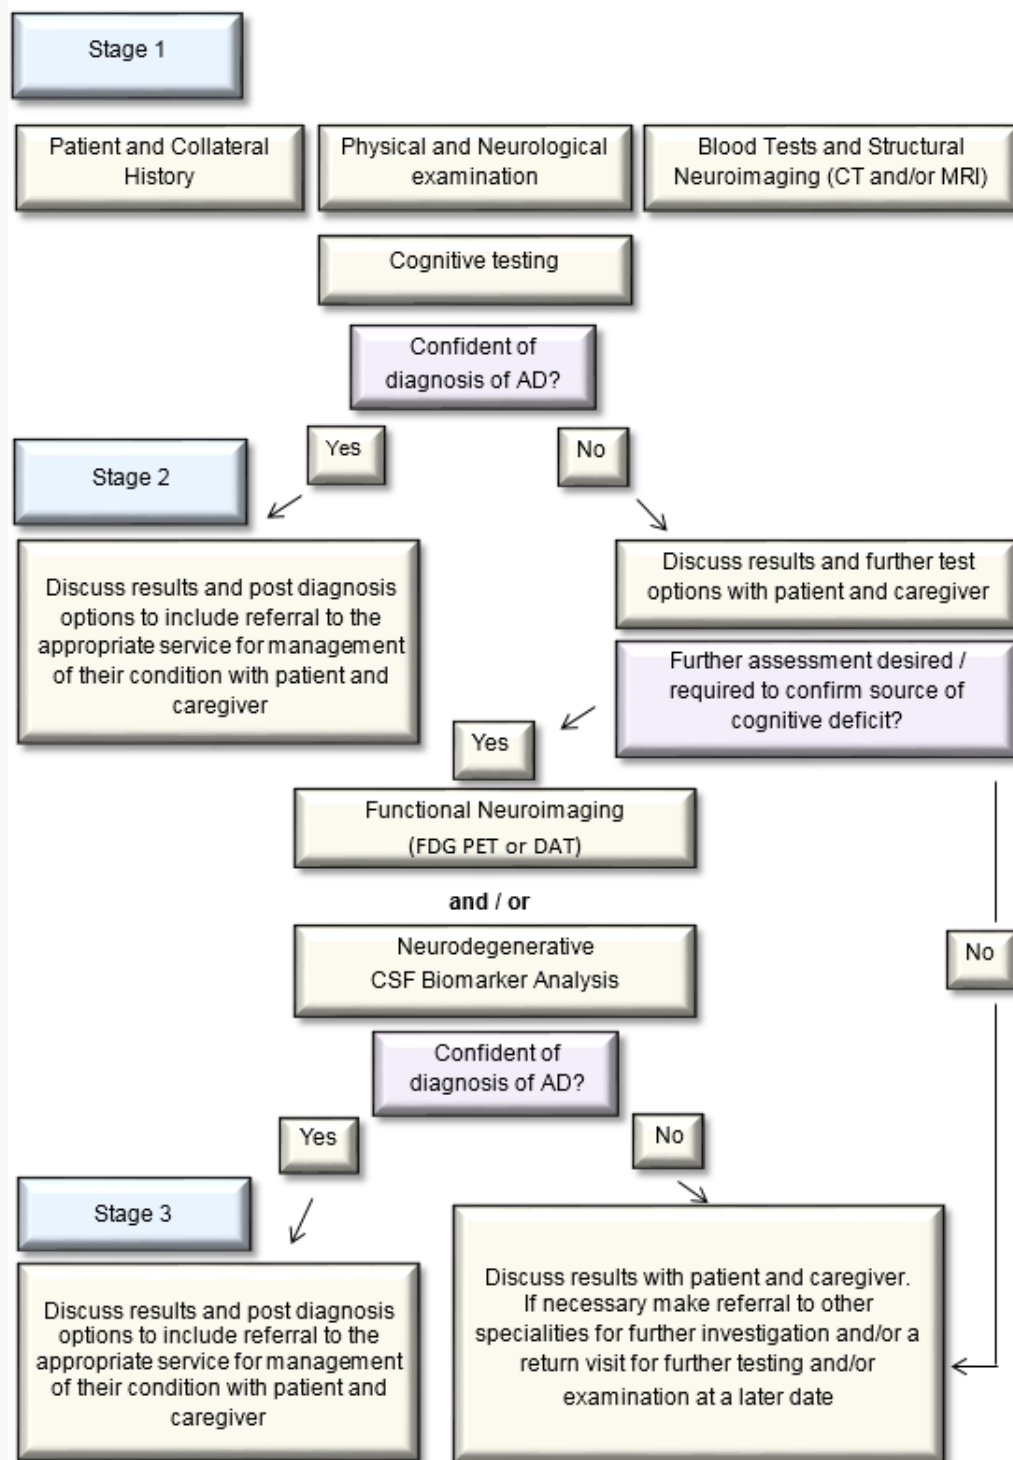 Stage 1
Patient and Collateral
History
Physical and Neurological
examination
Blood Tests and Structural
Neuroimaging (CT and/or MRI)
Cognitive testing
Confident of
diagnosis of AD?
Yes
No
Stage 2
Discuss results and post diagnosis
options to include referral to the
appropriate service for management
of their condition with patient and
caregiver
Discuss results and further test
options with patient and caregiver
Further assessment desired /
required to confirm source of
cognitive deficit?
Yes
Functional Neuroimaging
(FDG PET or DAT)
and / or
Neurodegenerative
CSF Biomarker Analysis
No
Confident of
diagnosis of AD?
Yes
No
Stage 3
Discuss results and post diagnosis
options to include referral to the
appropriate service for management
of their condition with patient and
caregiver
Discuss results with patient and caregiver.
If necessary make referral to other
specialities for further investigation and/or a
return visit for further testing and/or
examination at a later date